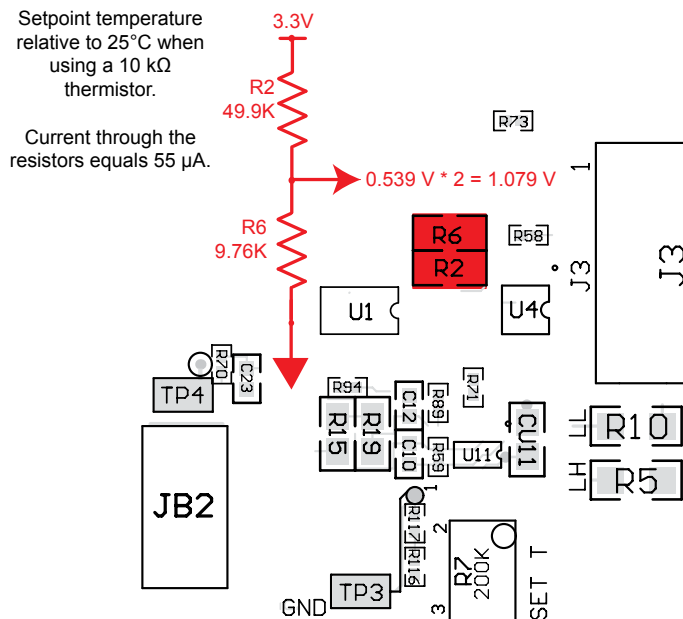 Setpoint temperature
relative to 25°C when
using a 10 kΩ
thermistor.
Current through the
resistors equals 55 µA.
3.3V
R2
49.9K
0.539 V * 2 = 1.079 V
R6
9.76K
R73
1
R6
R2
R58
J3
J3
U1
U4
R70
C23
TP4
R94
R15
R19
C12
R89
R71
C10
R59
U11
CU11
LL
R10
LH
R5
JB2
1
R117
R116
2
R7
200K
3
SET T
TP3
GND